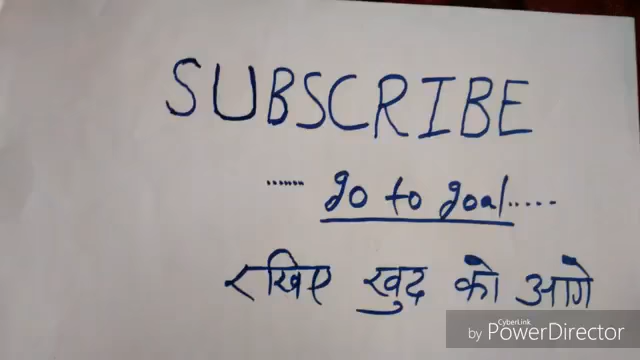 SUBSCRIBE
....... go to goal.....
रखिए खुद को आगे
CyberLink
by PowerDirector